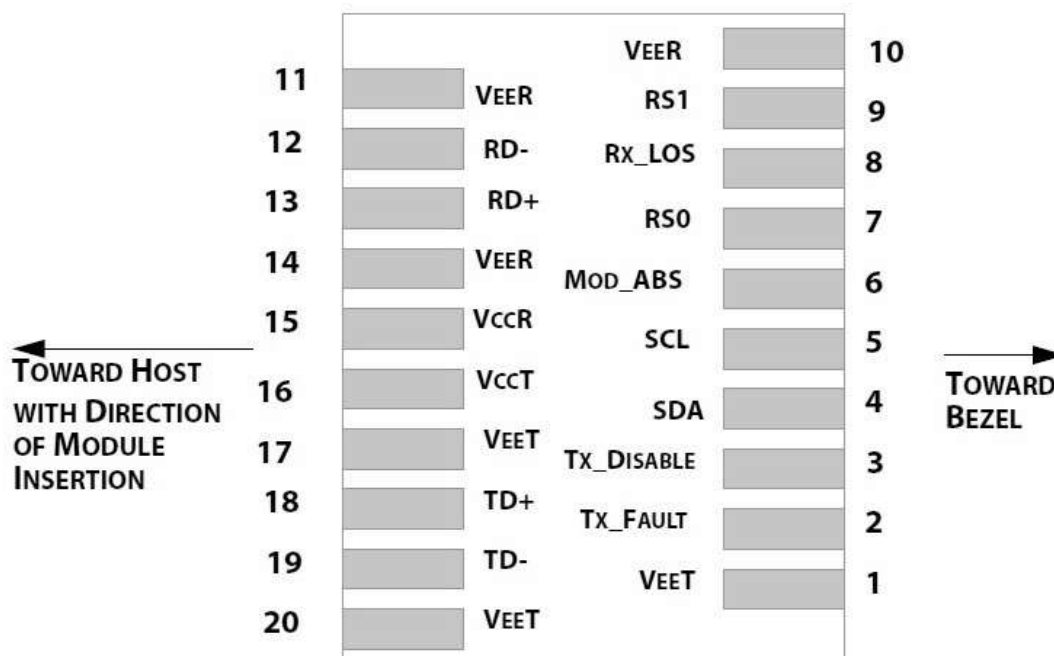 VEER 10
11 VEER
RS1 9
12 RD-
RX_LOS 8
13 RD+
RS0 7
14 VEER
MOD_ABS 6
15 VCCR
SCL 5
TOWARD HOST
WITH DIRECTION
OF MODULE
INSERTION
TOWARD
BEZEL
16 VCCT
SDA 4
17 VEET
TX_DISABLE 3
18 TD+
TX_FAULT 2
19 TD-
VEET 1
20 VEET